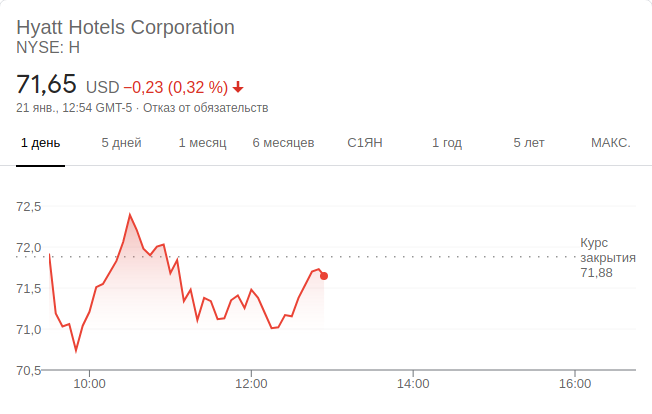 Hyatt Hotels Corporation
NYSE: H
71,65 USD −0,23 (0,32 %)
21 янв., 12:54 GMT-5 · Отказ от обязательств
1 день 5 дней 1 месяц 6 месяцев С1ЯН 1 год 5 лет МАКС.
72,5
72,0
71,5
71,0
70,5
Курс
закрытия
71,88
10:00 12:00 14:00 16:00